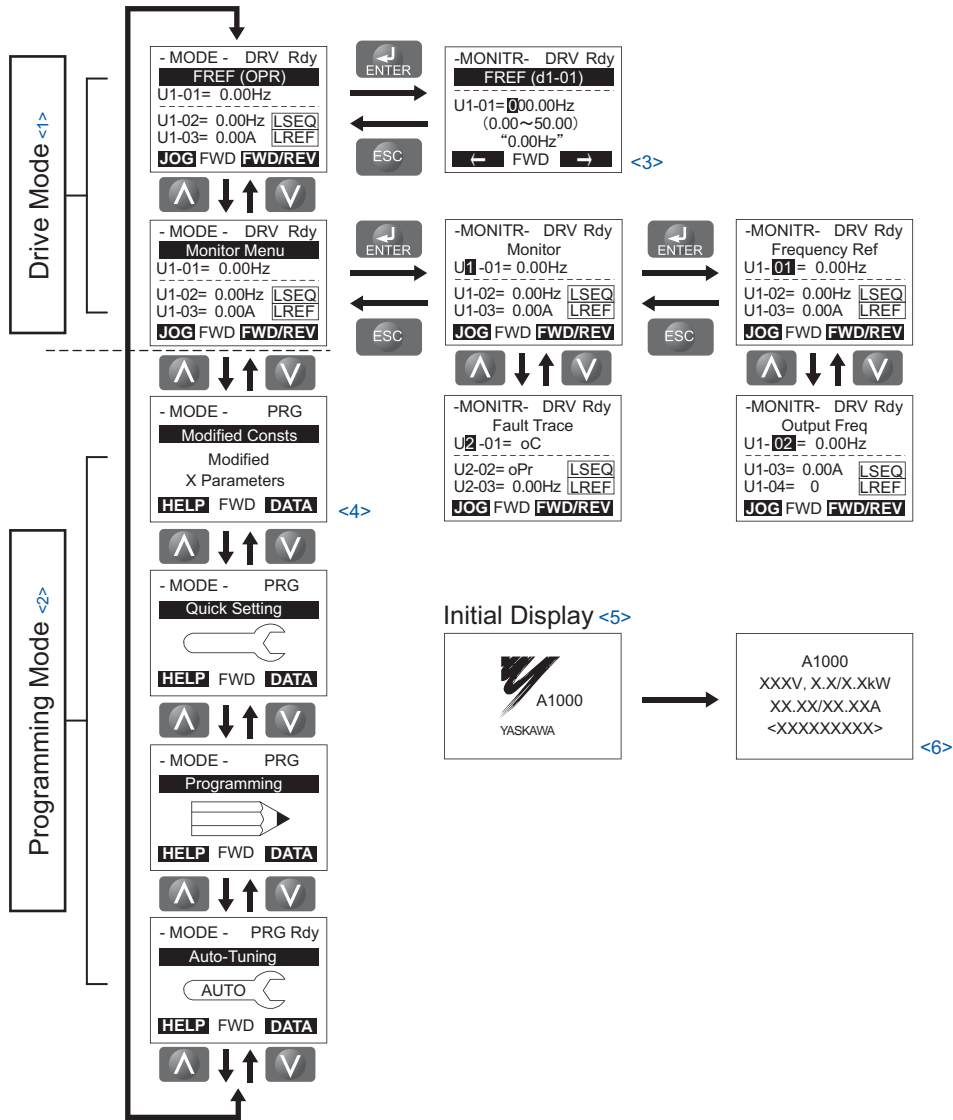 Drive Mode <1>
- MODE - DRV Rdy
FREF (OPR)
U1-01= 0.00Hz
U1-02= 0.00Hz LSEQ
U1-03= 0.00A LREF
JOG FWD FWD/REV
ENTER
ESC
-MONITR- DRV Rdy
FREF (d1-01)
U1-01= 000.00Hz
(0.00~50.00)
“0.00Hz”
← FWD →
<3>
- MODE - DRV Rdy
Monitor Menu
U1-01= 0.00Hz
U1-02= 0.00Hz LSEQ
U1-03= 0.00A LREF
JOG FWD FWD/REV
ENTER
ESC
-MONITR- DRV Rdy
Monitor
U1 -01= 0.00Hz
U1-02= 0.00Hz LSEQ
U1-03= 0.00A LREF
JOG FWD FWD/REV
ENTER
ESC
-MONITR- DRV Rdy
Frequency Ref
U1- 01 = 0.00Hz
U1-02= 0.00Hz LSEQ
U1-03= 0.00A LREF
JOG FWD FWD/REV
-MONITR- DRV Rdy
Fault Trace
U2 -01= oC
U2-02= oPr LSEQ
U2-03= 0.00Hz LREF
JOG FWD FWD/REV
-MONITR- DRV Rdy
Output Freq
U1- 02 = 0.00Hz
U1-03= 0.00A LSEQ
U1-04= 0 LREF
JOG FWD FWD/REV
Programming Mode <2>
- MODE - PRG
Modified Consts
Modified
X Parameters
HELP FWD DATA
<4>
- MODE - PRG
Quick Setting
HELP FWD DATA
- MODE - PRG
Programming
HELP FWD DATA
- MODE - PRG Rdy
Auto-Tuning
AUTO
HELP FWD DATA
Initial Display <5>
A1000
YASKAWA
A1000
XXXV, X.X/X.XkW
XX.XX/XX.XXA
<XXXXXXXXX>
<6>